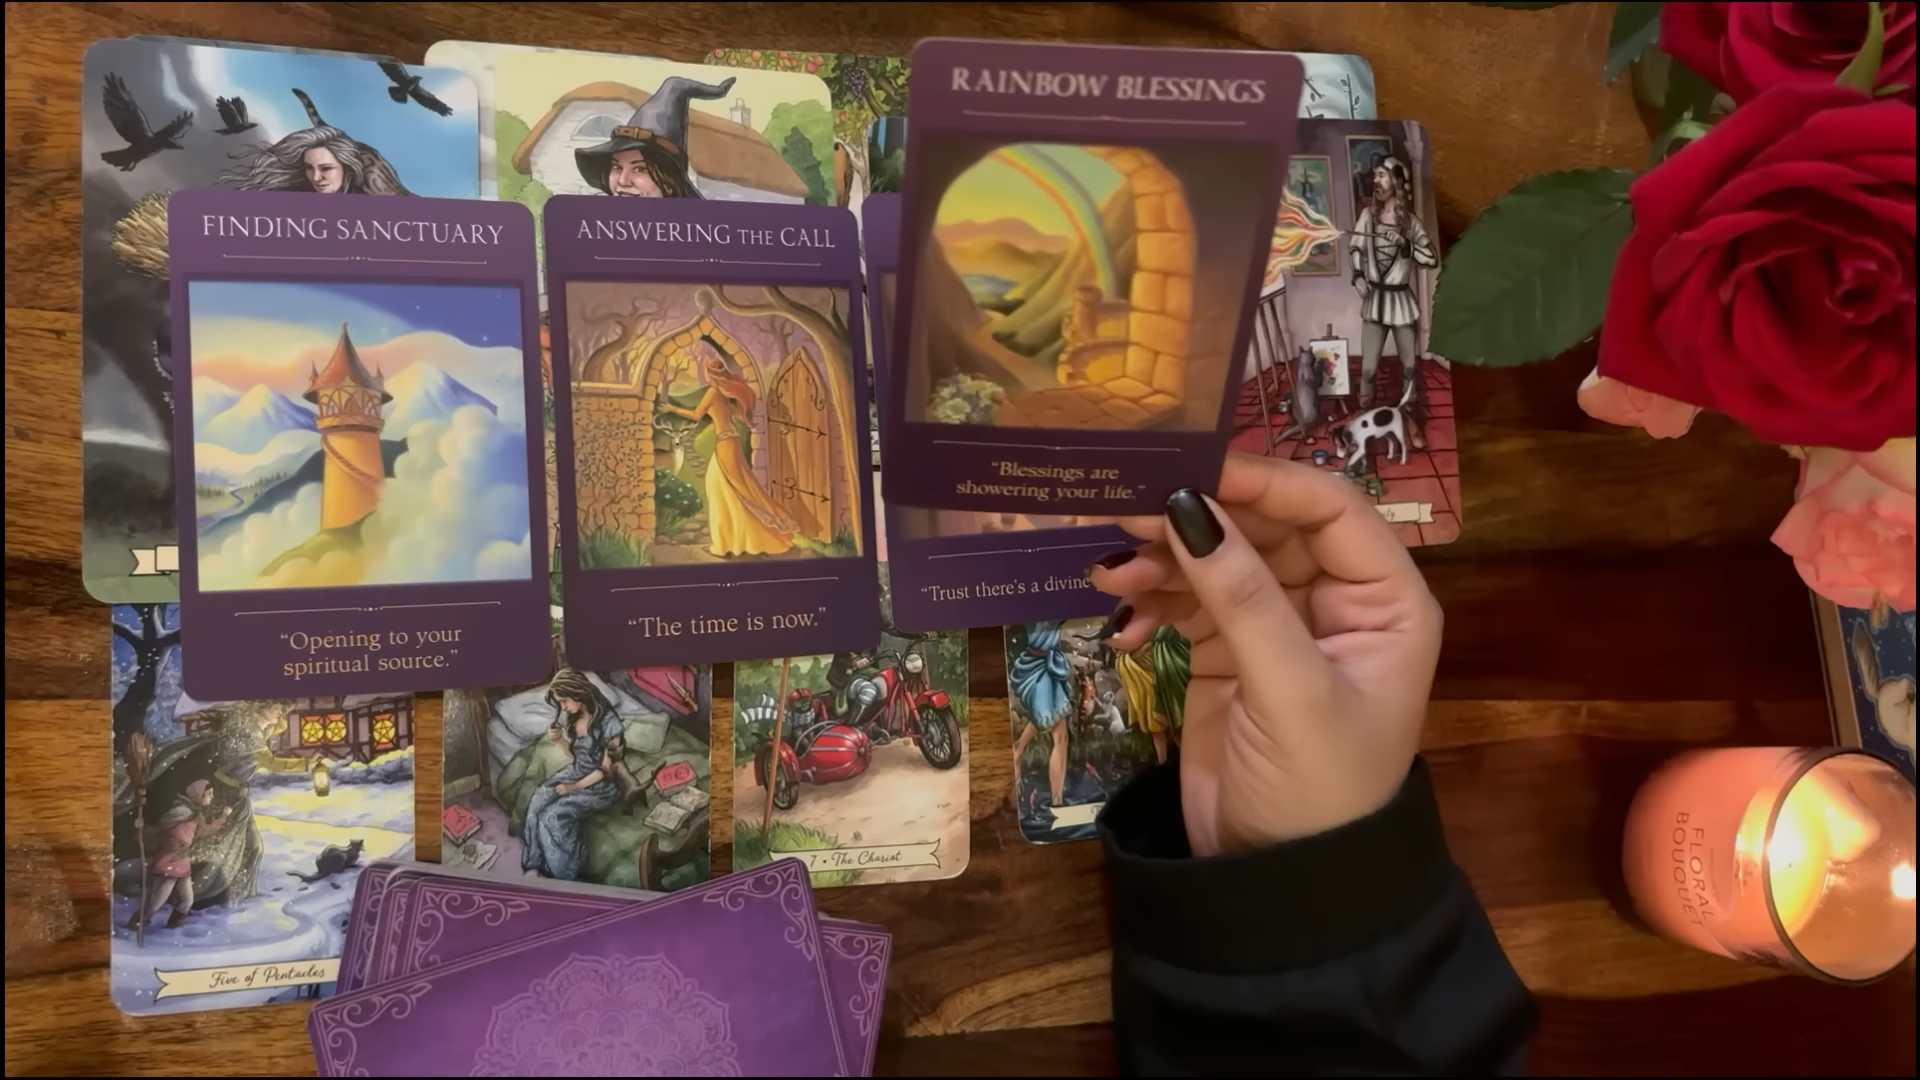 RAINBOW BLESSINGS
FINDING SANCTUARY
ANSWERING THE CALL
"Blessings are
showering your life."
"Opening to your
spiritual source."
"The time is now."
"Trust there's a divine
7 • The Chariot
Five of Pentacles
FLORAL
BOUQUET